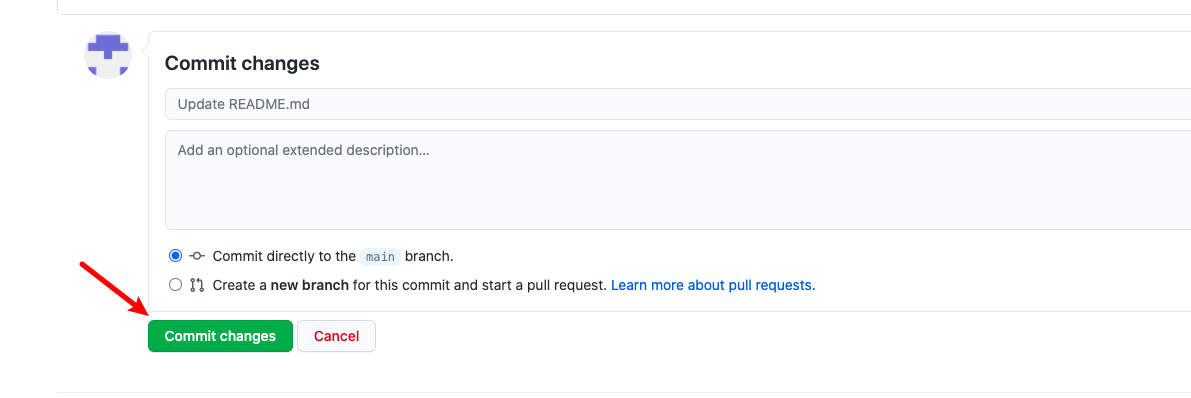 Commit changes
Update README.md
Add an optional extended description...
Commit directly to the main branch.
Create a new branch for this commit and start a pull request. Learn more about pull requests.
Commit changes Cancel